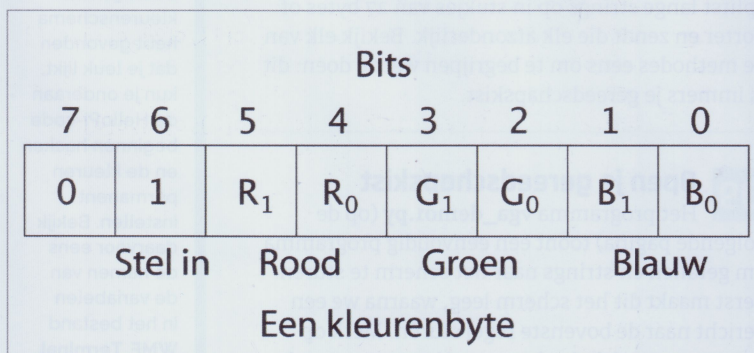 Bits
7 6 5 4 3 2 1 0
0 1 R₁ R₀ G₁ G₀ B₁ B₀
Stel in Rood Groen Blauw
Een kleurenbyte